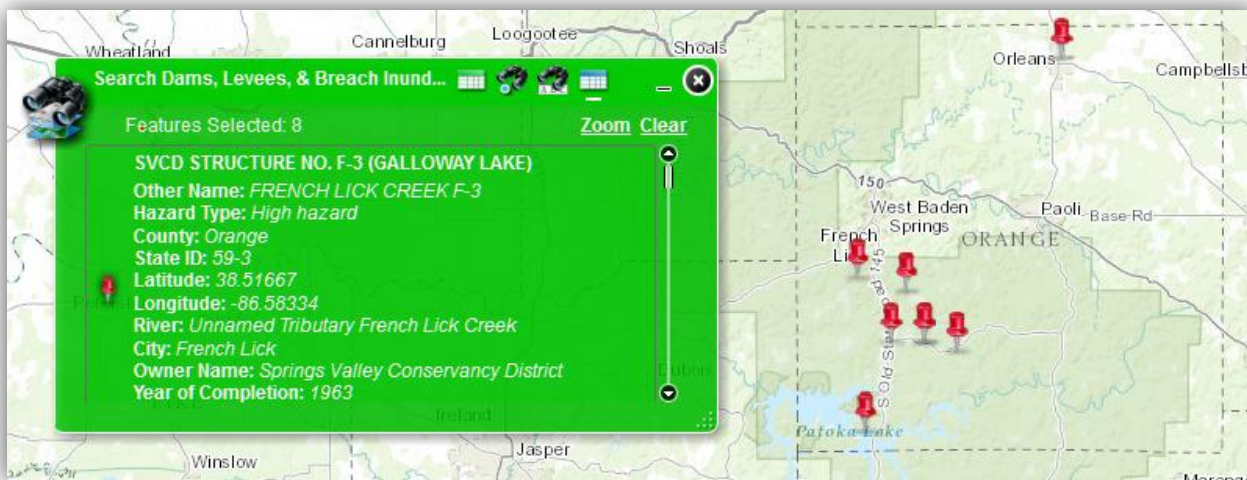 Wheatland
Cannelburg
Loogootee
Shoals
Orleans
Search Dams, Levees, & Breach Inund...
Features Selected: 8
Zoom Clear
SVCD STRUCTURE NO. F-3 (GALLOWAY LAKE)
Other Name: FRENCH LICK CREEK F-3
Hazard Type: High hazard
County: Orange
State ID: 59-3
Latitude: 38.51667
Longitude: -86.58334
River: Unnamed Tributary French Lick Creek
City: French Lick
Owner Name: Springs Valley Conservancy District
Year of Completion: 1963
150
West Baden
Springs
Paoli
Base Rd
French
ORANGE
145
S Old
Dubois
Ireland
Patoka Lake
Jasper
Winslow